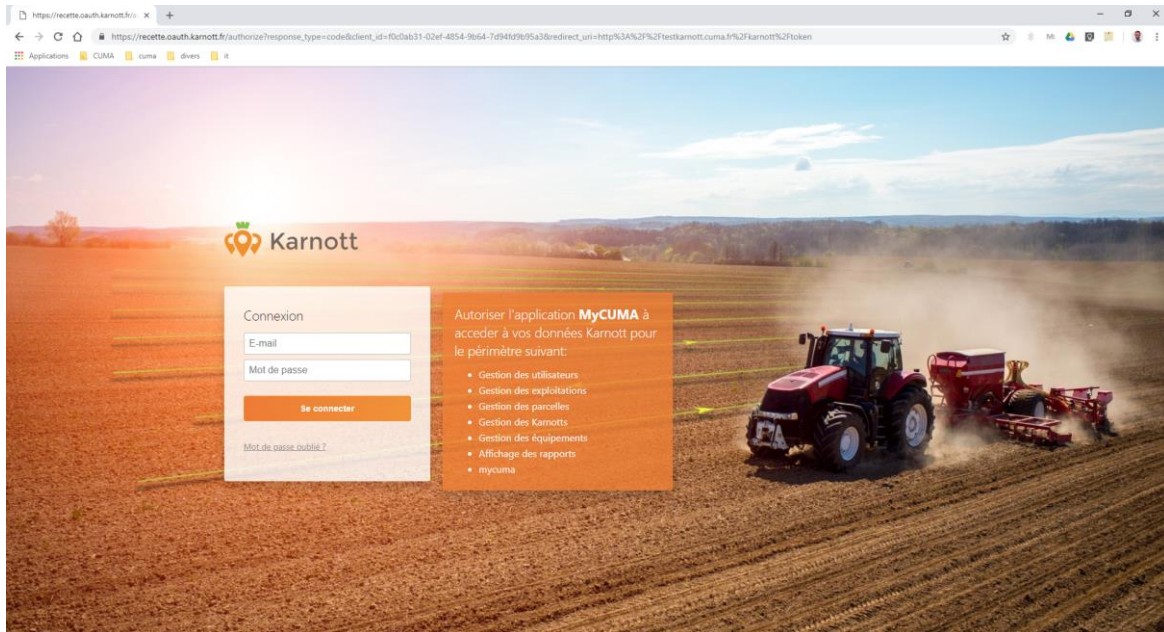 https://recette.oauth.karnott.fr/a
https://recette.oauth.karnott.fr/authorize?response_type=code&client_id=f0c0ab31-02ef-4854-9b64-7d94fd9b95a3&redirect_uri=http%3A%2F%2Ftestkarnott.cuma.fr%2Fkarnott%2Ftoken
Applications CUMA cuma divers it
Karnott
Connexion
E-mail
Mot de passe
Se connecter
Mot de passe oublié ?
Autoriser l'application MyCUMA à
acceder à vos données Karnott pour
le périmètre suivant:
• Gestion des utilisateurs
• Gestion des exploitations
• Gestion des parcelles
• Gestion des Karnotts
• Gestion des équipements
• Affichage des rapports
• mycuma